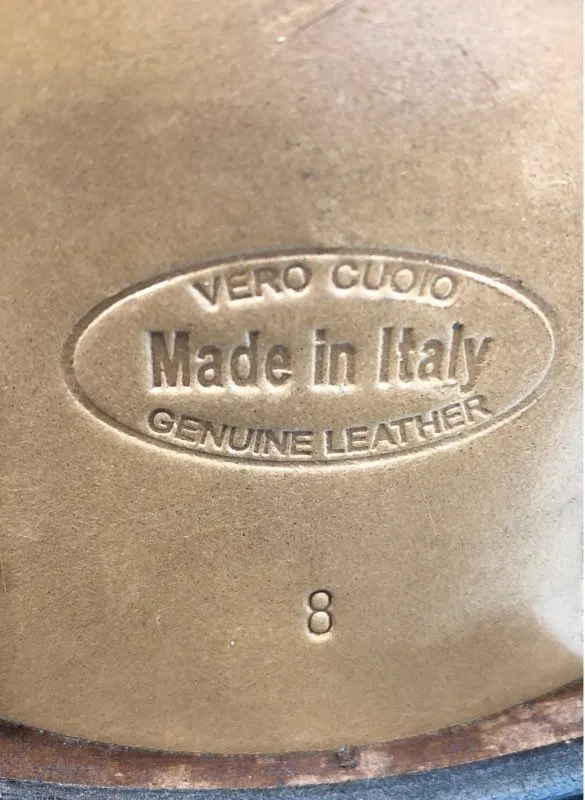 VERO CUOIO
Made in Italy
GENUINE LEATHER
8